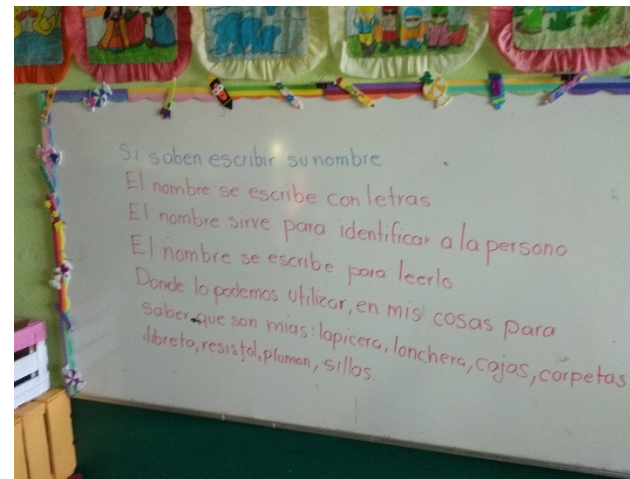 Si saben escribir su nombre
El nombre se escribe con letras
El nombre sirve para identificar a la persona
El nombre se escribe para leerlo
Donde lo podemos utilizar, en mis cosas para
saber que son mias: lapicera, lonchera, cajas, carpetas
libreta, resistol, plumon, sillas.